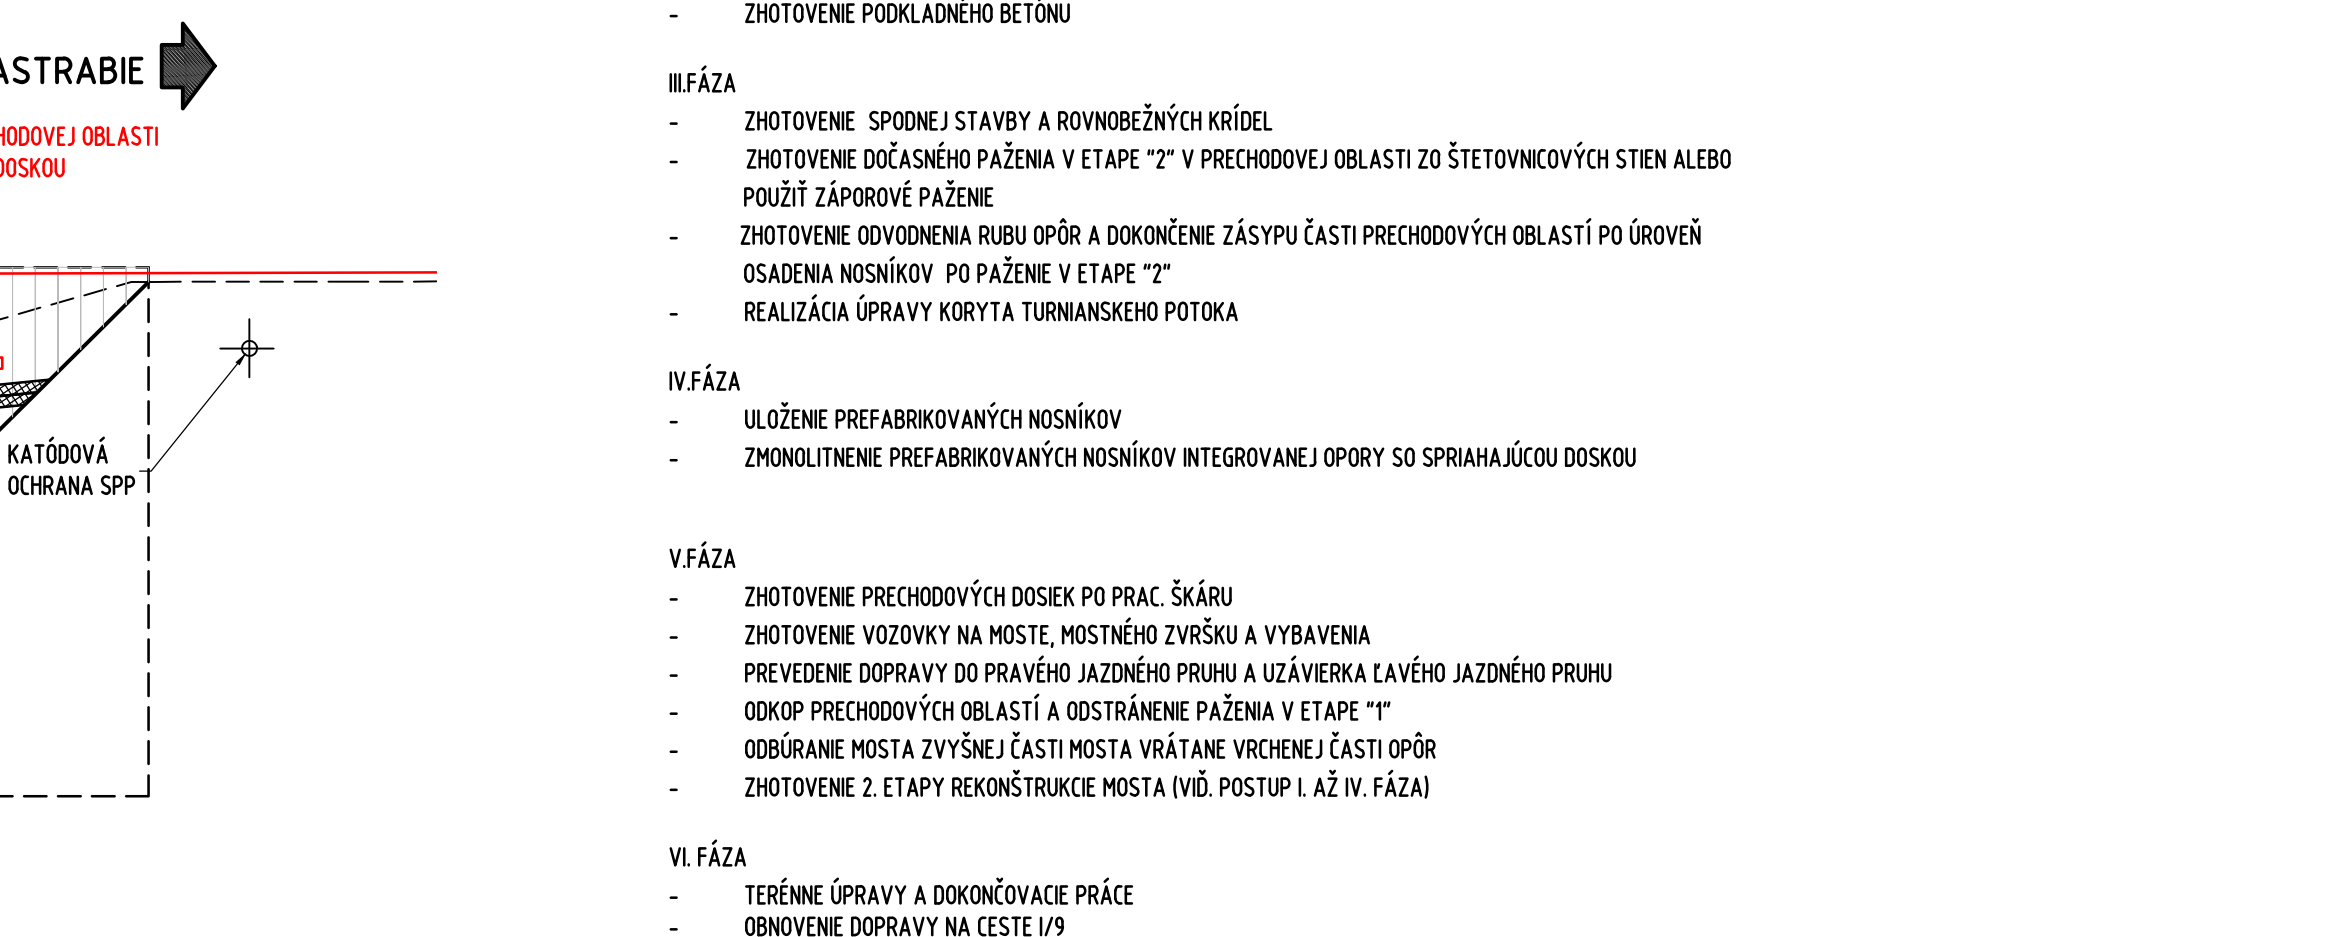 ASTRABIE
HODOVEJ OBLASTI
DOSKOU
KATÓDOVÁ
OCHRANA SPP
- ZHOTOVENIE PODKLADNÉHO BETÓNU
III.FÁZA
- ZHOTOVENIE SPODNEJ STAVBY A ROVNOBEŽNÝCH KRÍDEL
- ZHOTOVENIE DOČASNÉHO PAŽENIA V ETAPE "2" V PRECHODOVEJ OBLASTI ZO ŠTETOVNICOVÝCH STIEN ALEBO
POUŽIŤ ZÁPOROVÉ PAŽENIE
- ZHOTOVENIE ODVODNENIA RUBU OPÔR A DOKONČENIE ZÁSYPU ČASTI PRECHODOVÝCH OBLASTÍ PO ÚROVEŇ
OSADENIA NOSNÍKOV PO PAŽENIE V ETAPE "2"
- REALIZÁCIA ÚPRAVY KORYTA TURNIANSKEHO POTOKA
IV.FÁZA
- ULOŽENIE PREFABRIKOVANÝCH NOSNÍKOV
- ZMONOLITNENIE PREFABRIKOVANÝCH NOSNÍKOV INTEGROVANEJ OPORY SO SPRIAHAJÚCOU DOSKOU
V.FÁZA
- ZHOTOVENIE PRECHODOVÝCH DOSIEK PO PRAC. ŠKÁRU
- ZHOTOVENIE VOZOVKY NA MOSTE, MOSTNÉHO ZVRŠKU A VYBAVENIA
- PREVEDENIE DOPRAVY DO PRAVÉHO JAZDNÉHO PRUHU A UZÁVIERKA ĽAVÉHO JAZDNÉHO PRUHU
- ODKOP PRECHODOVÝCH OBLASTÍ A ODSTRÁNENIE PAŽENIA V ETAPE "1"
- ODBÚRANIE MOSTA ZVYŠNEJ ČASTI MOSTA VRÁTANE VRCHENEJ ČASTI OPÔR
- ZHOTOVENIE 2. ETAPY REKONŠTRUKCIE MOSTA (VIĎ. POSTUP I. AŽ IV. FÁZA)
VI. FÁZA
- TERÉNNE ÚPRAVY A DOKONČOVACIE PRÁCE
- OBNOVENIE DOPRAVY NA CESTE I/9